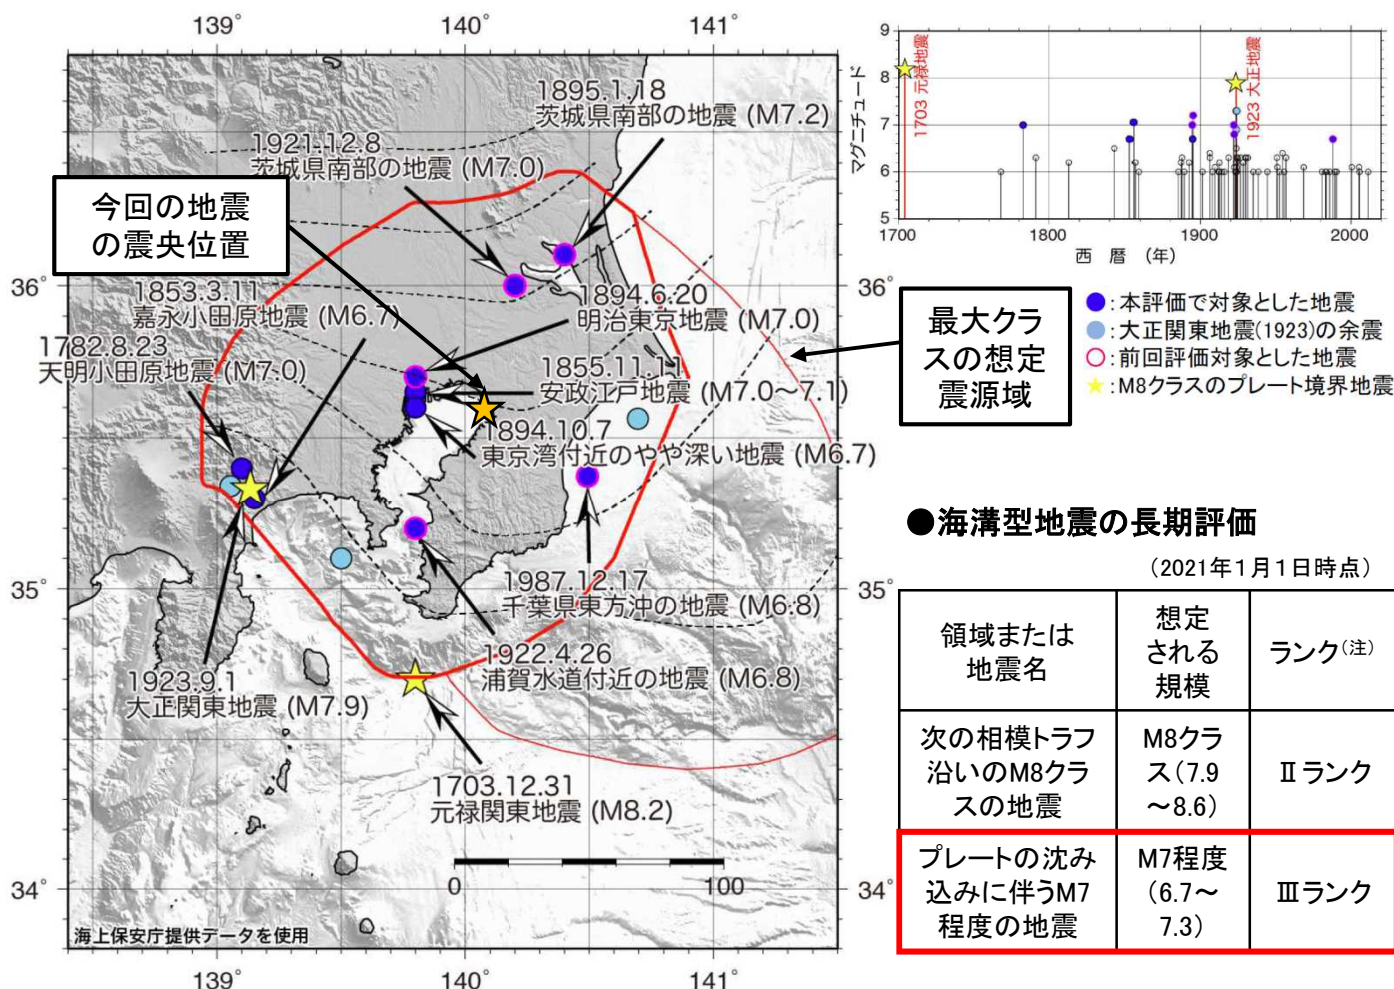 139°
140°
141°
1895.1.18
茨城県南部の地震 (M7.2)
1921.12.8
茨城県南部の地震 (M7.0)
今回の地震
の震央位置
36°
1853.3.11
嘉永小田原地震 (M6.7)
1894.6.20
明治東京地震 (M7.0)
1782.8.23
天明小田原地震 (M7.0)
1855.11.11
安政江戸地震 (M7.0〜7.1)
1894.10.7
東京湾付近のやや深い地震 (M6.7)
35°
1987.12.17
千葉県東方沖の地震 (M6.8)
1922.4.26
浦賀水道付近の地震 (M6.8)
1923.9.1
大正関東地震 (M7.9)
1703.12.31
元禄関東地震 (M8.2)
0
100
34°
海上保安庁提供データを使用
139°
140°
141°
36°
35°
34°
マグニチュード
9
8
7
6
5
1703 元禄地震
1923 大正地震
1700
1800
1900
2000
西 暦 (年)
最大クラ
スの想定
震源域
:本評価で対象とした地震
:大正関東地震(1923)の余震
:前回評価対象とした地震
:M8クラスのプレート境界地震
●海溝型地震の長期評価
(2021年1月1日時点)
領域または
地震名
想定
される
規模
ランク(注)
次の相模トラフ
沿いのM8クラ
スの地震
M8クラ
ス(7.9
〜8.6)
Ⅱランク
プレートの沈み
込みに伴うM7
程度の地震
M7程度
(6.7〜
7.3)
Ⅲランク